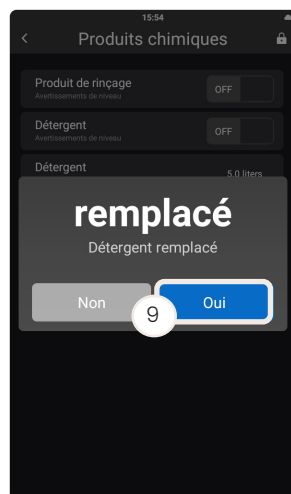 15:54
Produits chimiques
Produit de rinçage
OFF
Avertissements de niveau
Détergent
OFF
Avertissements de niveau
Détergent
5.0 liters
remplacé
Détergent remplacé
Non
Oui
9